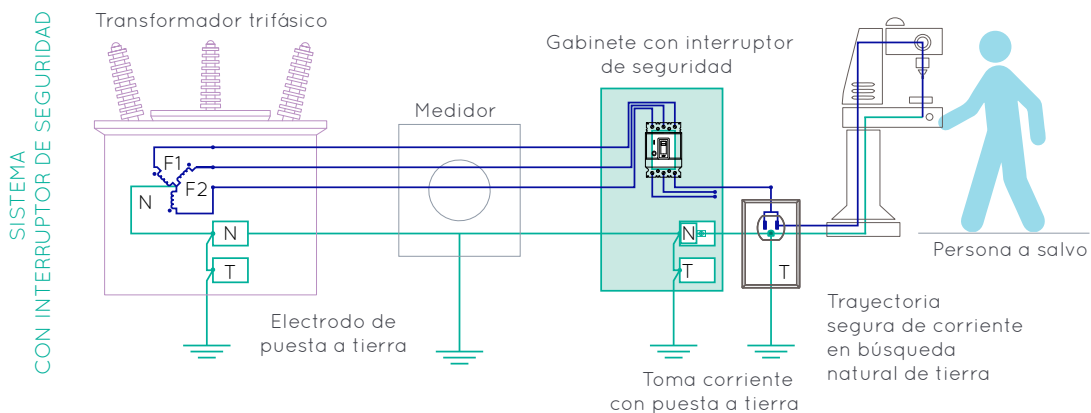 SISTEMA
CON INTERRUPTOR DE SEGURIDAD
Transformador trifásico
Medidor
Gabinete con interruptor
de seguridad
F1
F2
N
N
T
N
T
T
Electrodo de
puesta a tierra
Toma corriente
con puesta a tierra
Persona a salvo
Trayectoria
segura de corriente
en búsqueda
natural de tierra